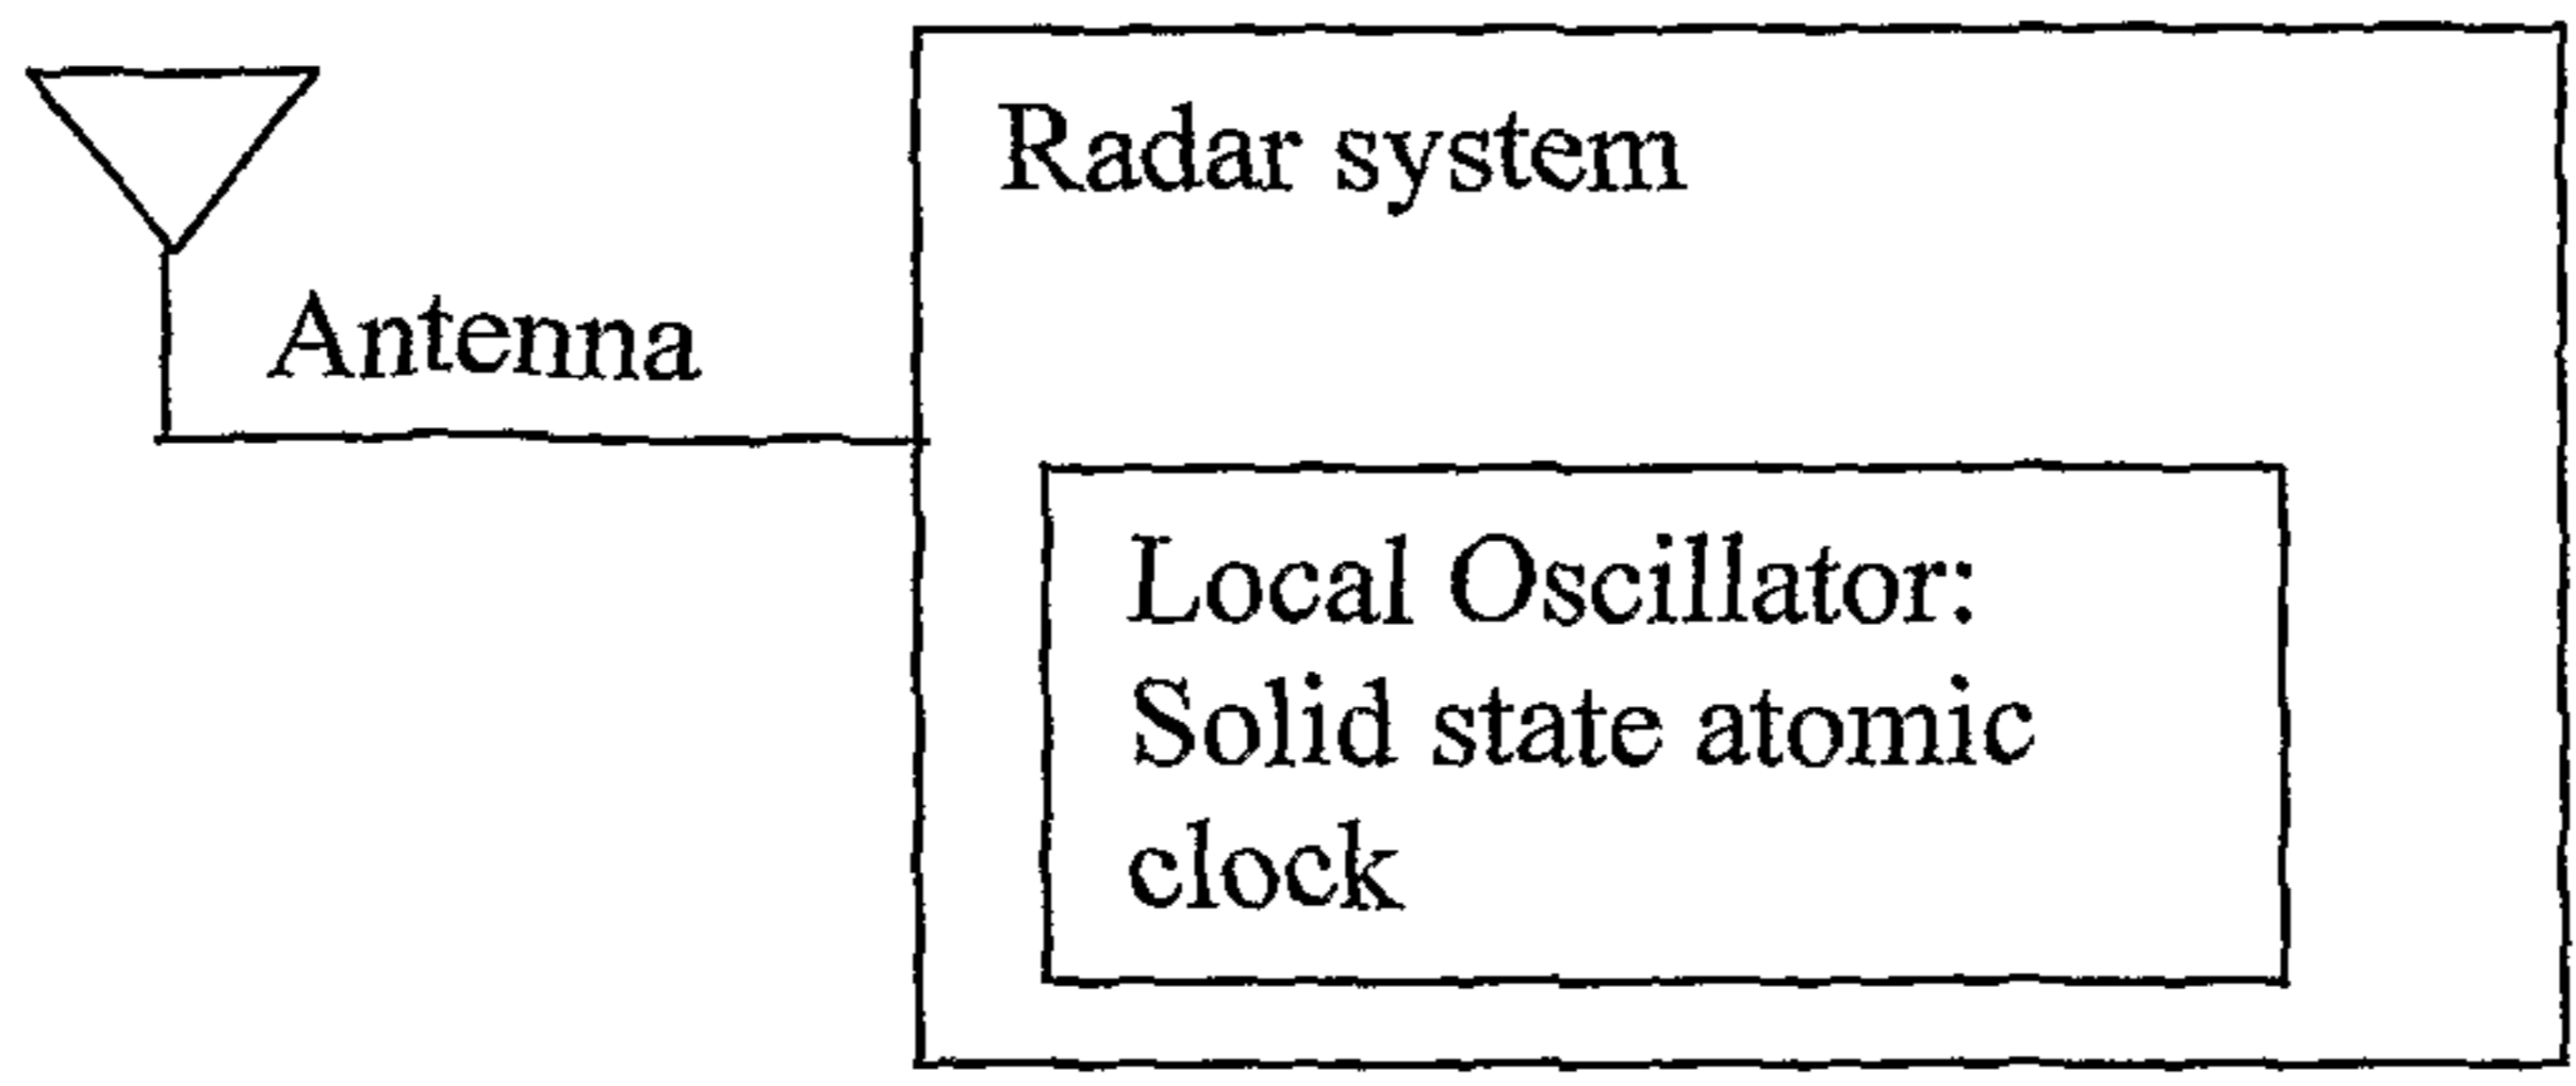 Radar system
Antenna
Local Oscillator:
Solid state atomic
clock